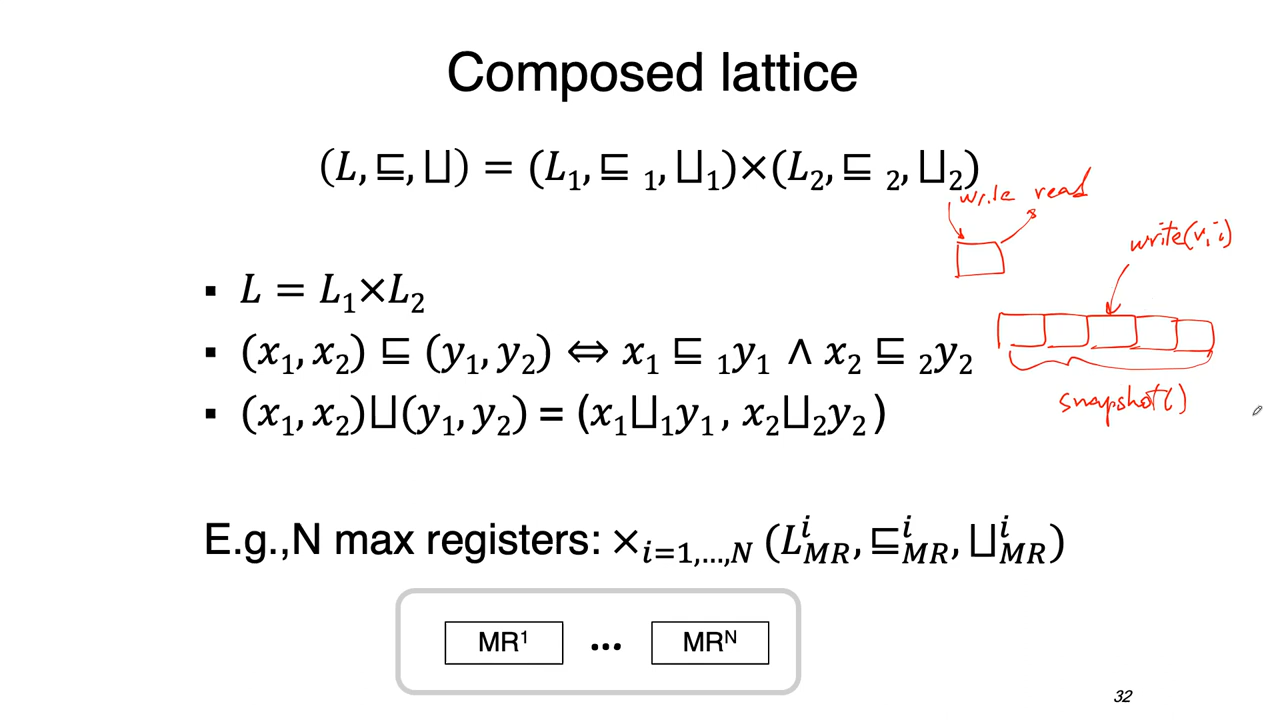 Composed lattice
(L, ⊑, ⊔) = (L₁, ⊑ ₁, ⊔₁)×(L₂, ⊑ ₂, ⊔₂)
write read
write(v, i)
▪ L = L₁×L₂
▪ (x₁, x₂) ⊑ (y₁, y₂) ⇔ x₁ ⊑ ₁y₁ ∧ x₂ ⊑ ₂y₂
▪ (x₁, x₂)⊔(y₁, y₂) = (x₁⊔₁y₁ , x₂⊔₂y₂ )
snapshot()
E.g.,N max registers: ×ᵢ₌₁,...,N (Lⁱ_MR, ⊑ⁱ_MR, ⊔ⁱ_MR)
MR¹ ... MRᴺ
32